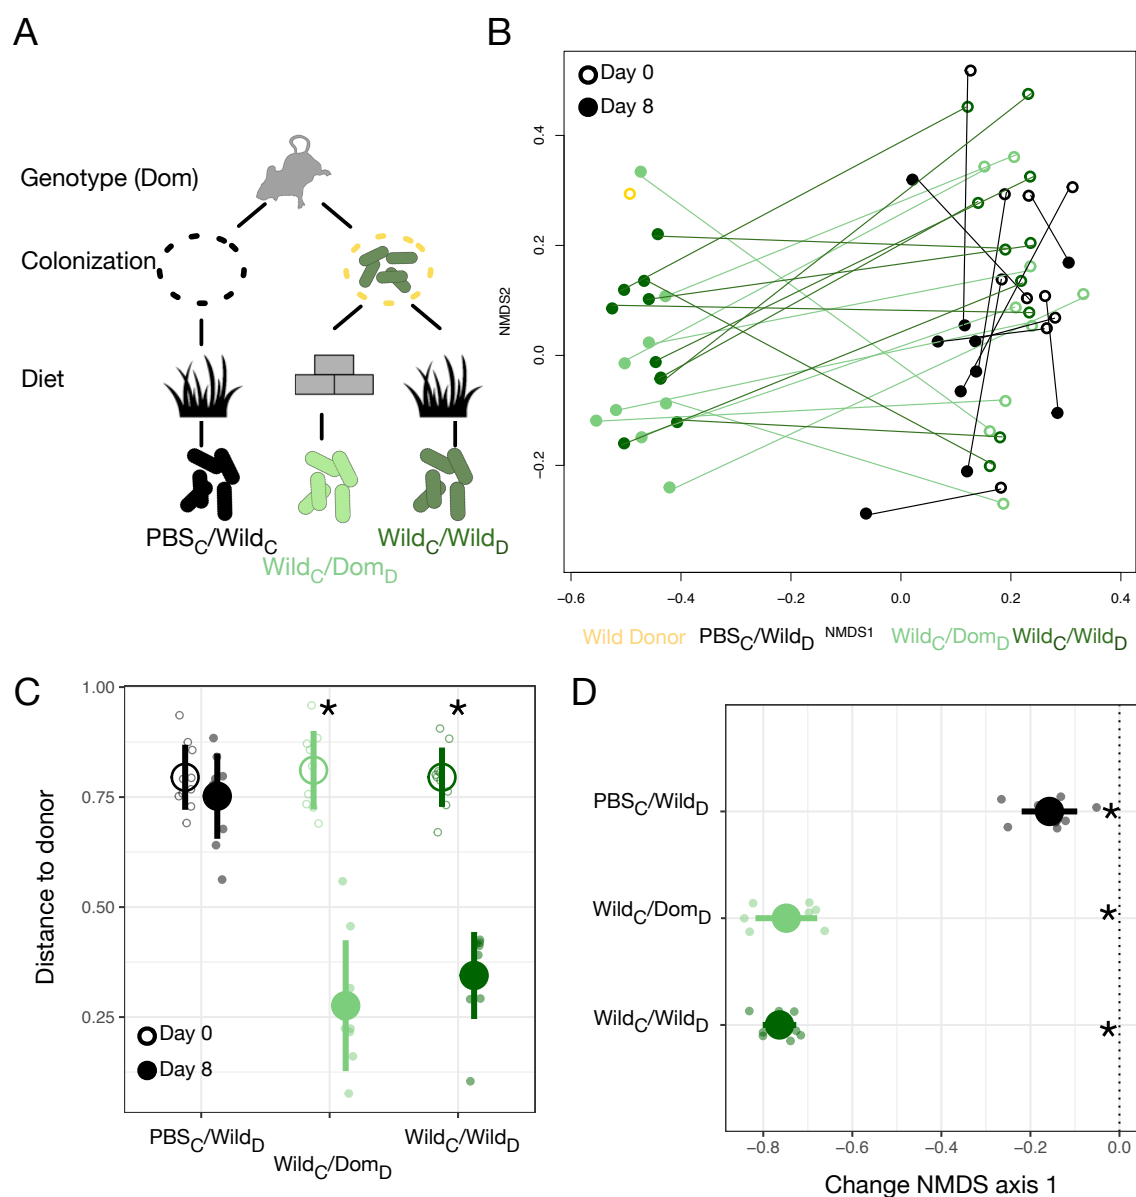 A
Genotype (Dom)
Colonization
Diet
PBSC/WildC
WildC/DomD
WildC/WildD
B
Day 0
Day 8
NMDS2
0.4
0.2
0.0
−0.2
−0.6 −0.4 −0.2 0.0 0.2 0.4
Wild Donor PBSC/WildD NMDS1 WildC/DomD WildC/WildD
C
Distance to donor
1.00
0.75
0.50
0.25
* *
Day 0
Day 8
PBSC/WildD WildC/DomD WildC/WildD
D
PBSC/WildD *
WildC/DomD *
WildC/WildD *
−0.8 −0.6 −0.4 −0.2 0.0
Change NMDS axis 1